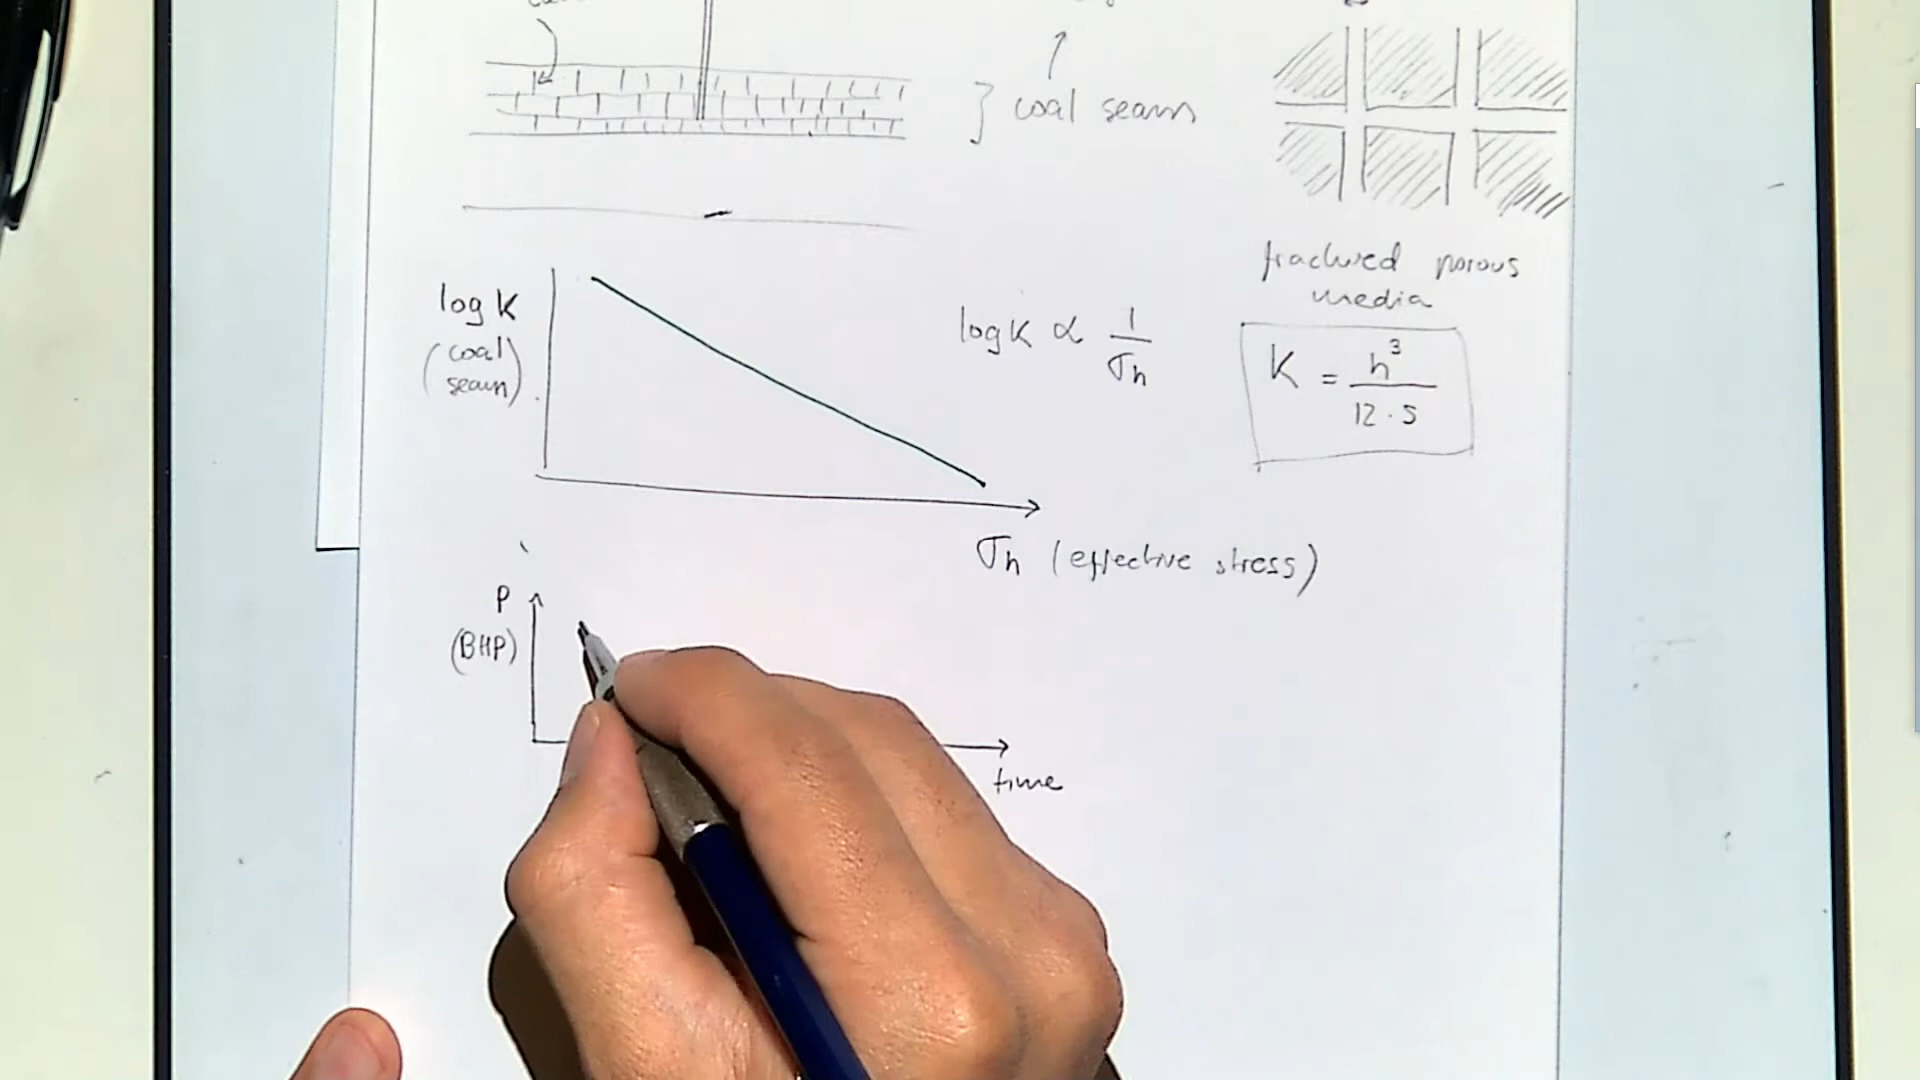 coal seam
fractured porous
media
log K
(coal
seam)
log K ∝ 1/σh
K = h³/(12 · s)
σh (effective stress)
P
(BHP)
time